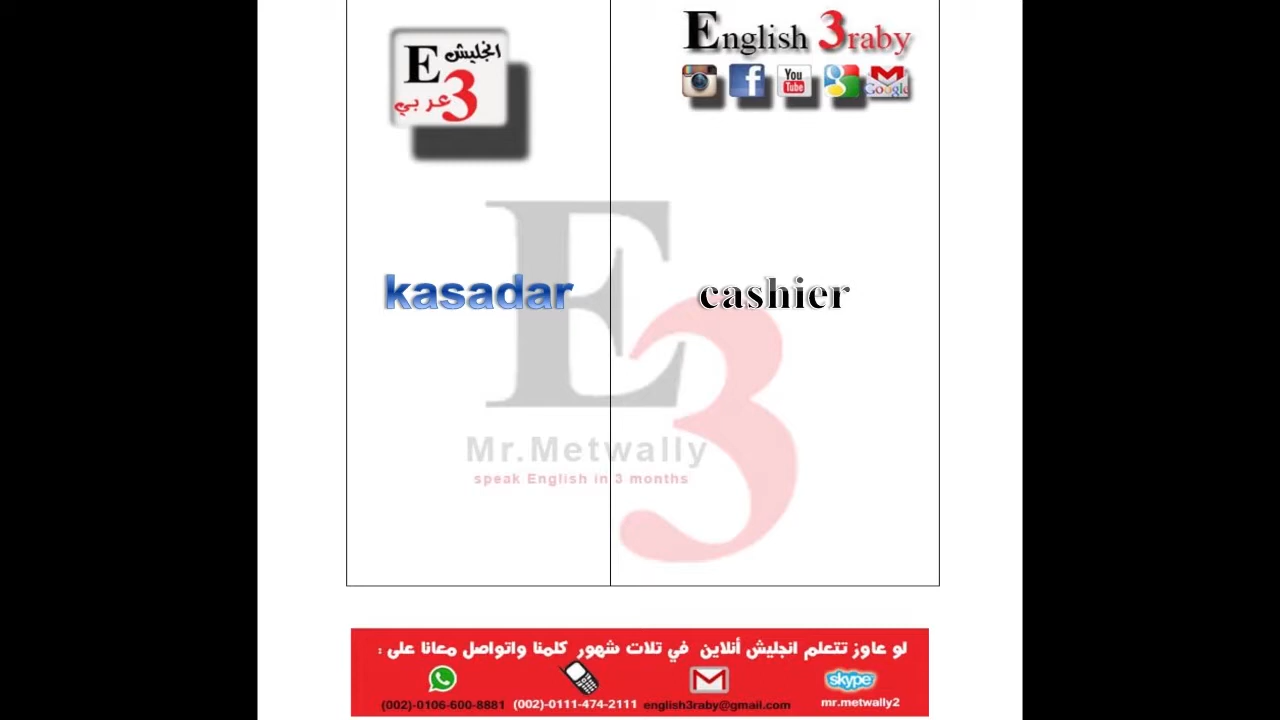 انجليش
E
3 عربي
English 3raby
You
Tube
Google
kasadar
cashier
E3
Mr.Metwally
speak English in 3 months
لو عاوز تتعلم انجليش أنلاين في تلات شهور كلمنا واتواصل معانا على :
skype
(002)-0106-600-8881
(002)-0111-474-2111
english3raby@gmail.com
mr.metwally2